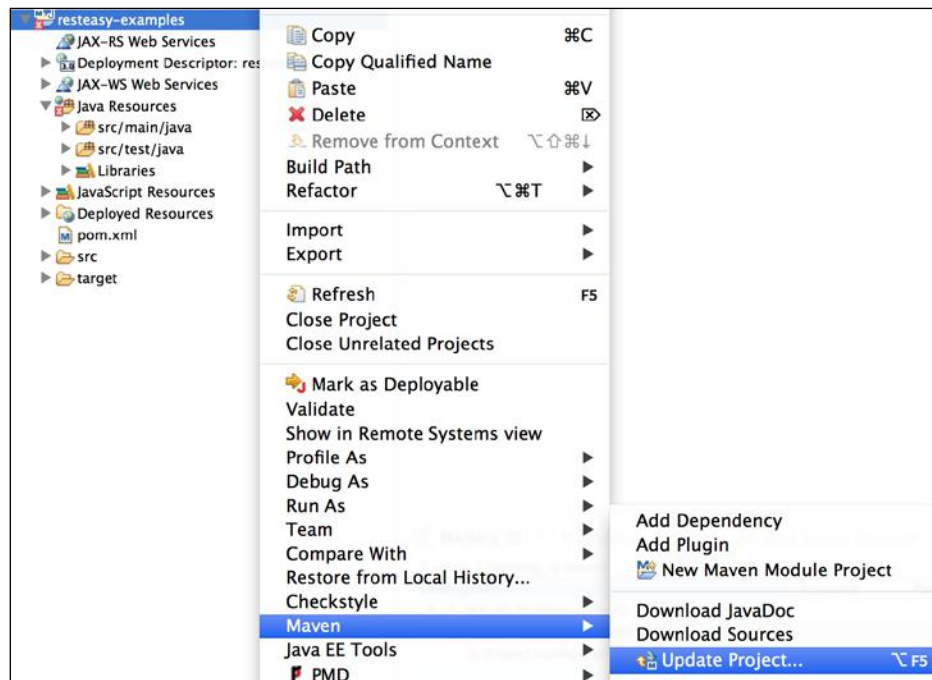 resteasy-examples
JAX-RS Web Services
Deployment Descriptor: res
JAX-WS Web Services
Java Resources
src/main/java
src/test/java
Libraries
JavaScript Resources
Deployed Resources
pom.xml
src
target
Copy ⌘C
Copy Qualified Name
Paste ⌘V
Delete ⌦
Remove from Context ⌥⇧⌘↓
Build Path
Refactor ⌥⌘T
Import
Export
Refresh F5
Close Project
Close Unrelated Projects
Mark as Deployable
Validate
Show in Remote Systems view
Profile As
Debug As
Run As
Team
Compare With
Restore from Local History...
Checkstyle
Maven
Java EE Tools
PMD
Add Dependency
Add Plugin
New Maven Module Project
Download JavaDoc
Download Sources
Update Project... ⌥F5